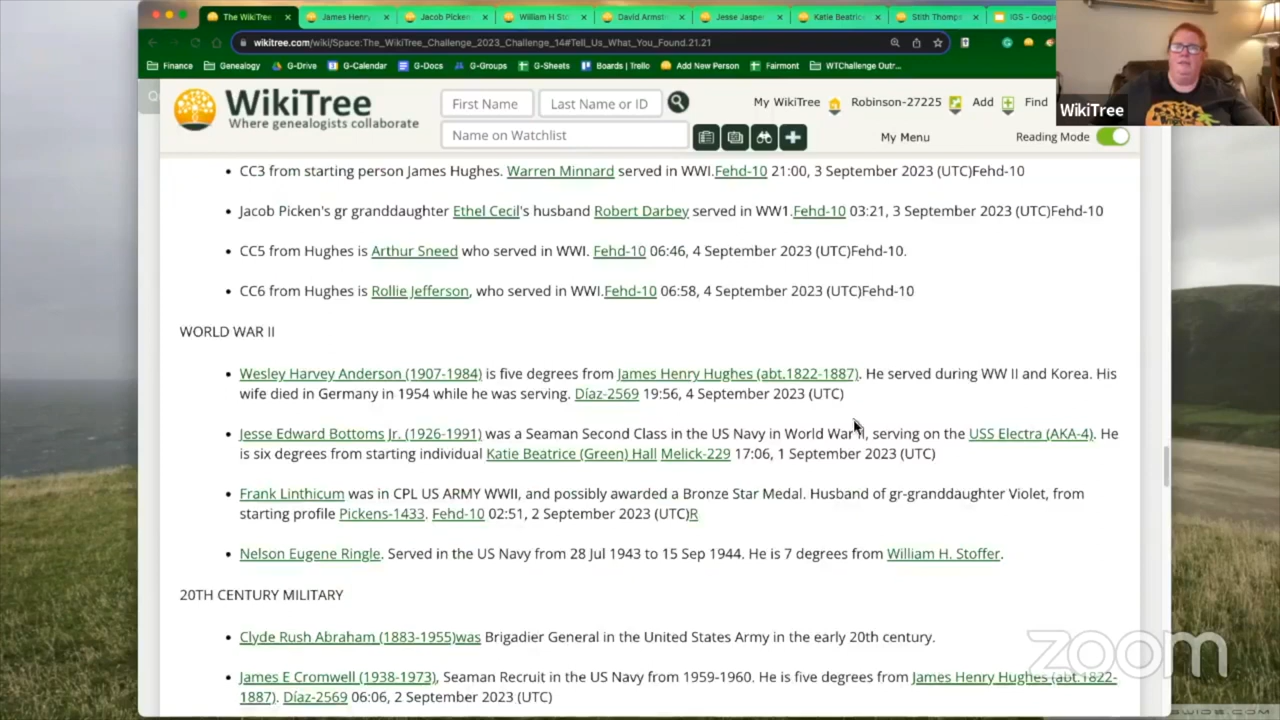 The WikiTree
James Henry
Jacob Picken
William H Sto
David Armst
Jesse Jasper
Katie Beatric
Stith Thomps
IGS - Googl
wikitree.com/wiki/Space:The_WikiTree_Challenge_2023_Challenge_14#Tell_Us_What_You_Found.21.21
Finance Genealogy G-Drive G-Calendar G-Docs G-Groups G-Sheets Boards | Trello Add New Person Fairmont WTChallenge Outr...
WikiTree
Where genealogists collaborate
First Name Last Name or ID
My WikiTree Robinson-27225 Add Find
WikiTree
Name on Watchlist
My Menu Reading Mode
• CC3 from starting person James Hughes. Warren Minnard served in WWI.Fehd-10 21:00, 3 September 2023 (UTC)Fehd-10
• Jacob Picken's gr granddaughter Ethel Cecil's husband Robert Darbey served in WW1.Fehd-10 03:21, 3 September 2023 (UTC)Fehd-10
• CC5 from Hughes is Arthur Sneed who served in WWI. Fehd-10 06:46, 4 September 2023 (UTC)Fehd-10.
• CC6 from Hughes is Rollie Jefferson, who served in WWI.Fehd-10 06:58, 4 September 2023 (UTC)Fehd-10
WORLD WAR II
• Wesley Harvey Anderson (1907-1984) is five degrees from James Henry Hughes (abt.1822-1887). He served during WW II and Korea. His
wife died in Germany in 1954 while he was serving. Díaz-2569 19:56, 4 September 2023 (UTC)
• Jesse Edward Bottoms Jr. (1926-1991) was a Seaman Second Class in the US Navy in World War II, serving on the USS Electra (AKA-4). He
is six degrees from starting individual Katie Beatrice (Green) Hall Melick-229 17:06, 1 September 2023 (UTC)
• Frank Linthicum was in CPL US ARMY WWII, and possibly awarded a Bronze Star Medal. Husband of gr-granddaughter Violet, from
starting profile Pickens-1433. Fehd-10 02:51, 2 September 2023 (UTC)R
• Nelson Eugene Ringle. Served in the US Navy from 28 Jul 1943 to 15 Sep 1944. He is 7 degrees from William H. Stoffer.
20TH CENTURY MILITARY
• Clyde Rush Abraham (1883-1955)was Brigadier General in the United States Army in the early 20th century.
• James E Cromwell (1938-1973), Seaman Recruit in the US Navy from 1959-1960. He is five degrees from James Henry Hughes (abt.1822-
1887). Díaz-2569 06:06, 2 September 2023 (UTC)
zoom